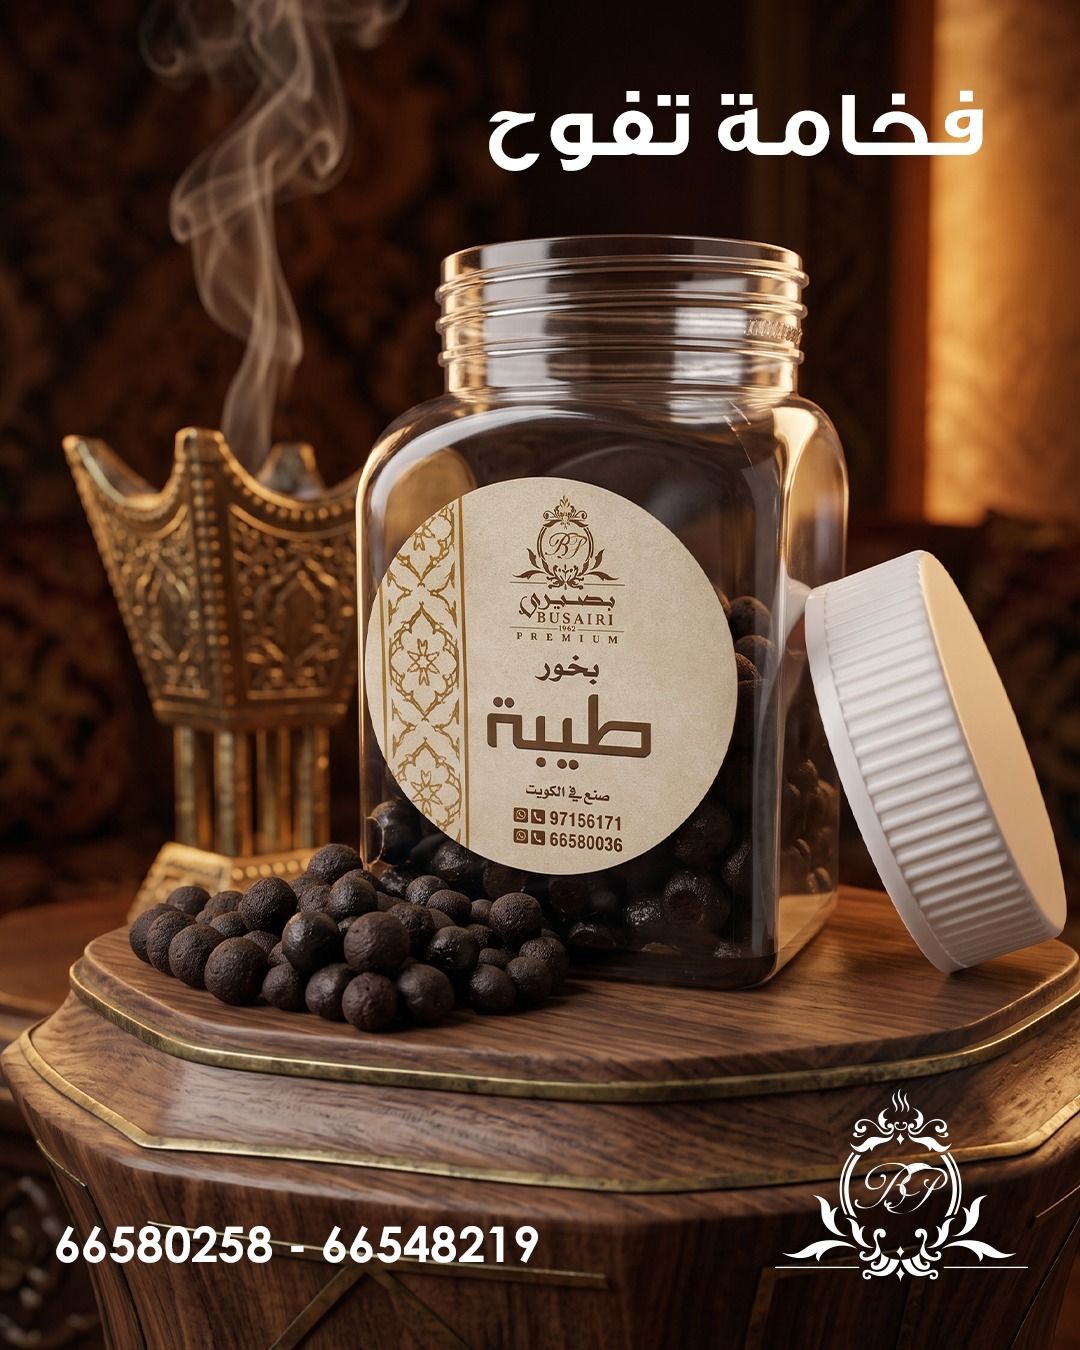 فخامة تفوح
BP
بصيري
BUSAIRI
1962
PREMIUM
بخور
طيبة
صنع في الكويت
97156171
66580036
66580258 - 66548219
BP